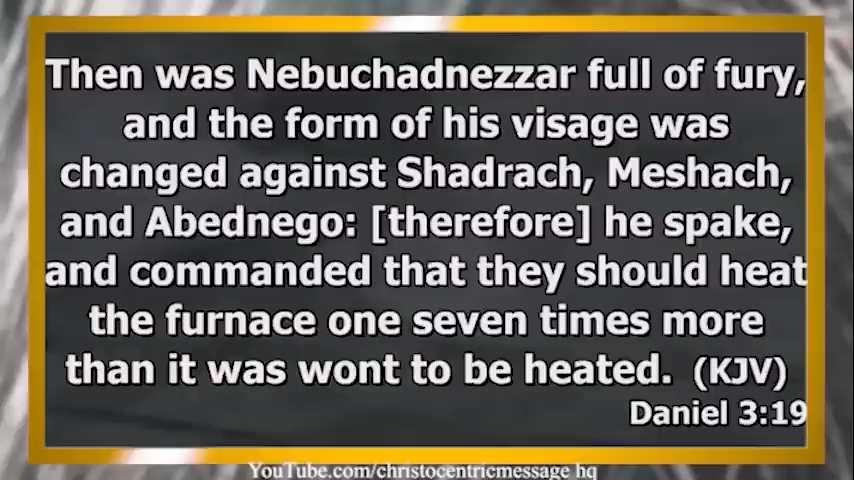 Then was Nebuchadnezzar full of fury,
and the form of his visage was
changed against Shadrach, Meshach,
and Abednego: [therefore] he spake,
and commanded that they should heat
the furnace one seven times more
than it was wont to be heated. (KJV)
Daniel 3:19
YouTube.com/christocentricmessage hq